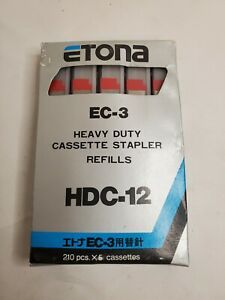 ETONA
EC-3
HEAVY DUTY
CASSETTE STAPLER
REFILLS
HDC-12
エトナEC-3用替針
210 pcs. × 5 cassettes